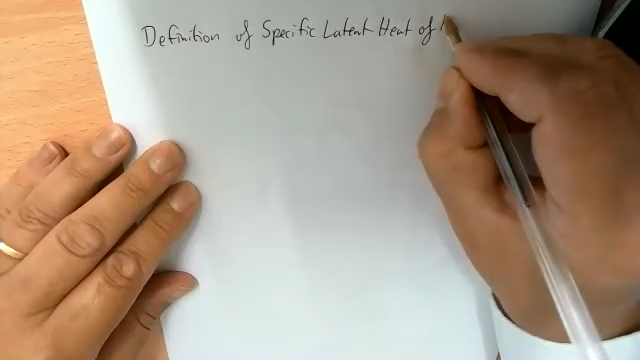 Definition of Specific Latent Heat of